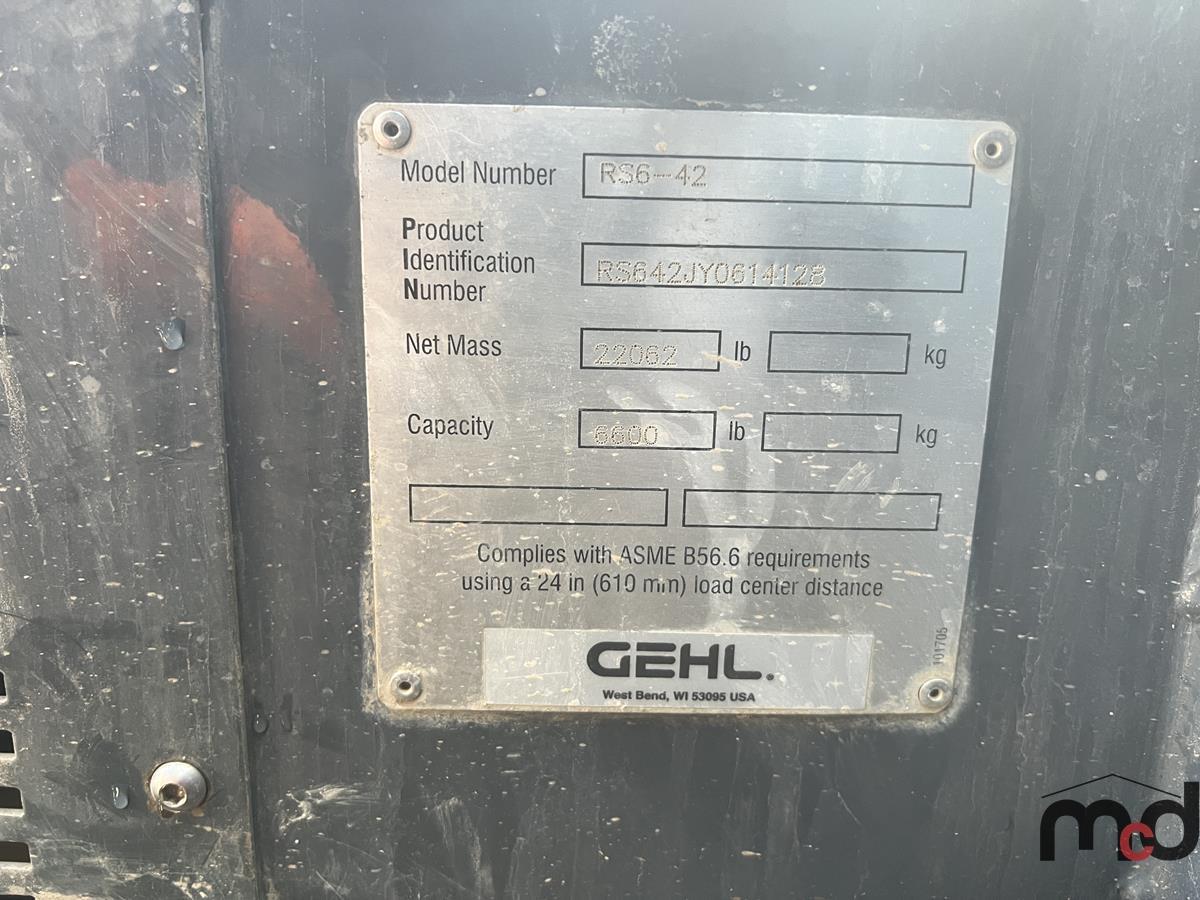 Model Number RS6-42
Product
Identification RS642JY0614128
Number
Net Mass 22062 lb kg
Capacity 6600 lb kg
Complies with ASME B56.6 requirements
using a 24 in (610 mm) load center distance
101705
GEHL.
West Bend, WI 53095 USA
mcd